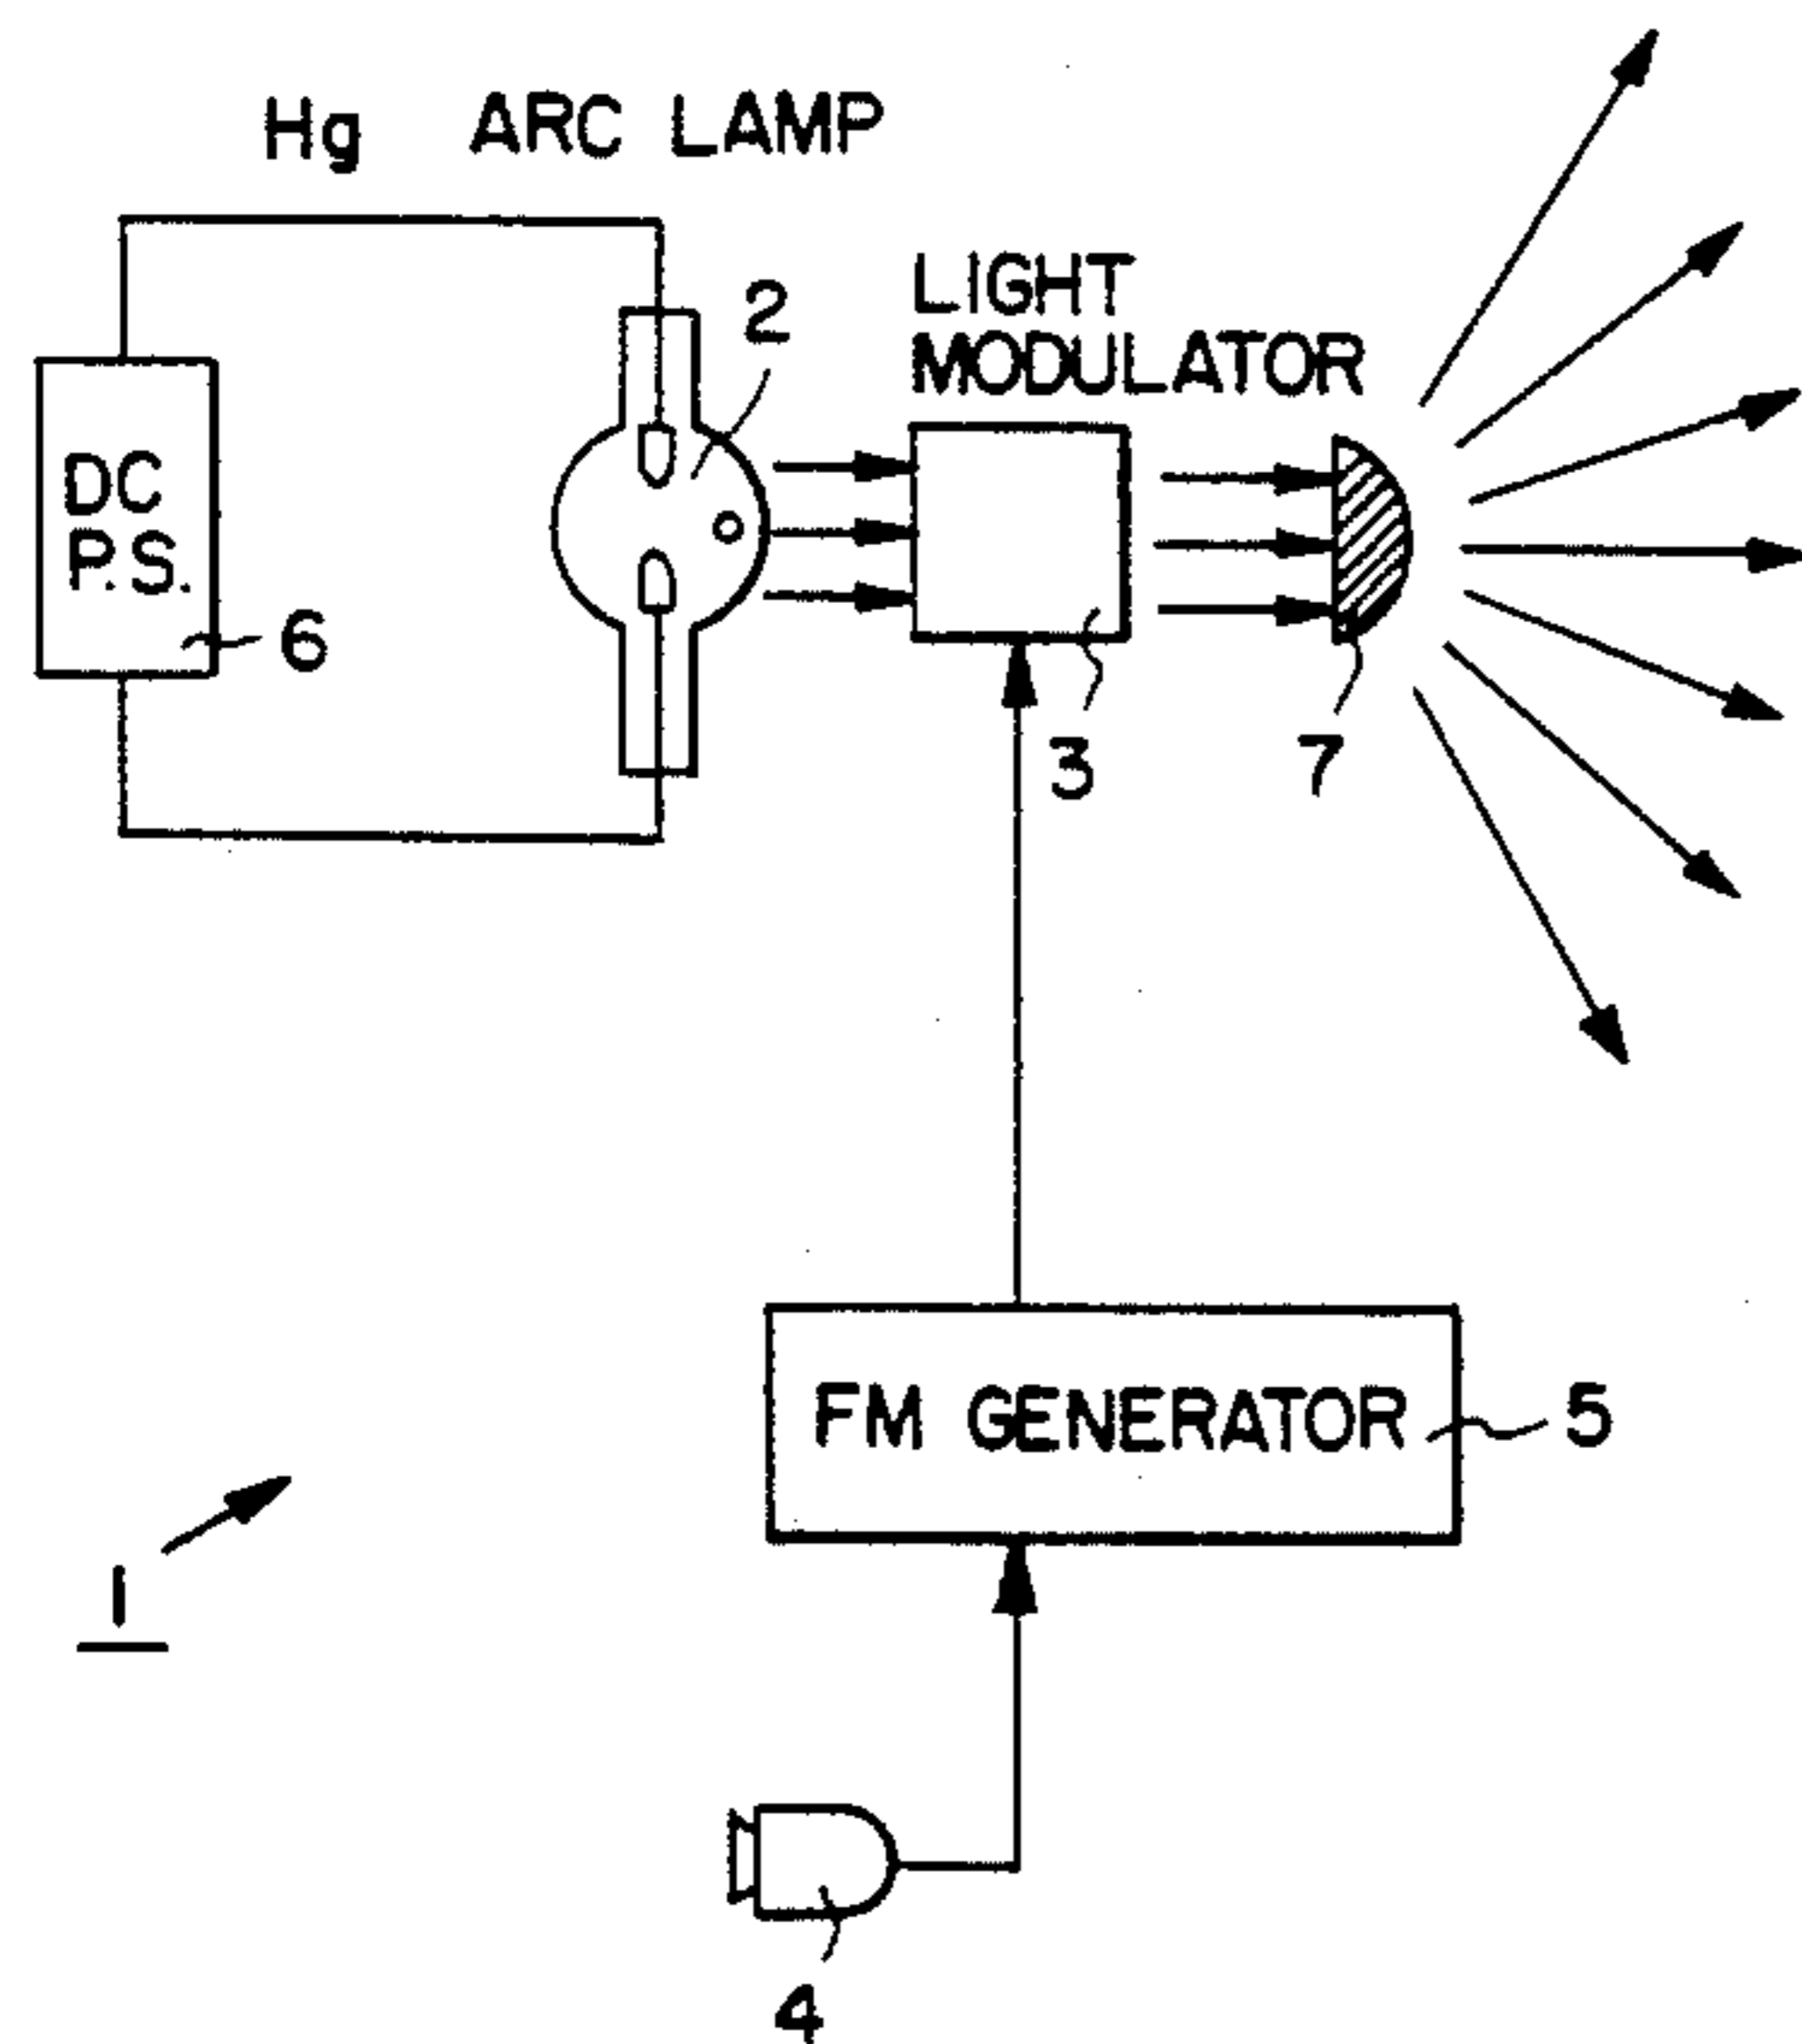 Hg ARC LAMP
2
LIGHT
MODULATOR
DC
P.S.
6
3
7
FM GENERATOR
5
1
4